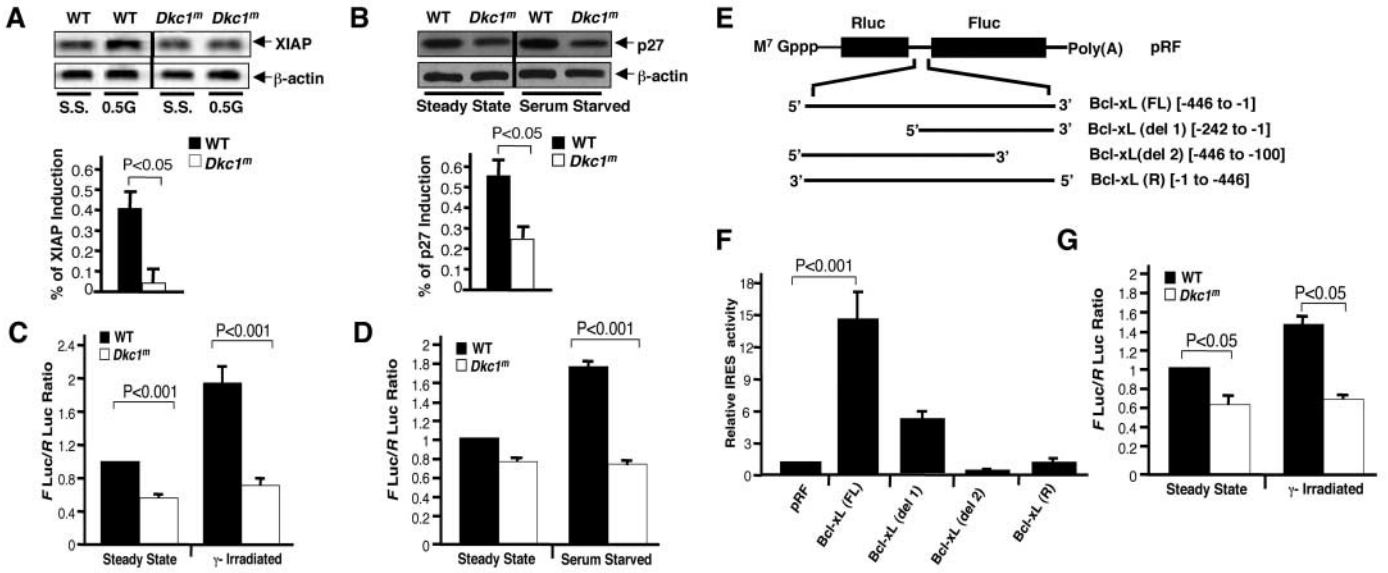 A
WT WT Dkc1ᵐ Dkc1ᵐ
XIAP
β-actin
S.S. 0.5G S.S. 0.5G
WT
Dkc1ᵐ
P<0.05
% of XIAP Induction
0.6
0.5
0.4
0.3
0.2
0.1
0
B
WT Dkc1ᵐ WT Dkc1ᵐ
p27
β-actin
Steady State Serum Starved
P<0.05
WT
Dkc1ᵐ
% of p27 Induction
0.6
0.5
0.4
0.3
0.2
0.1
0
C
WT
Dkc1ᵐ
P<0.001
P<0.001
F Luc/R Luc Ratio
2.4
2
1.6
1.2
0.8
0.4
0
Steady State γ- Irradiated
D
WT
Dkc1ᵐ
P<0.001
F Luc/R Luc Ratio
2
1.8
1.6
1.4
1.2
1
0.8
0.6
0.4
0.2
0
Steady State Serum Starved
E
Rluc Fluc
M⁷ Gppp Poly(A) pRF
5’ 3’ Bcl-xL (FL) [-446 to -1]
5’ 3’ Bcl-xL (del 1) [-242 to -1]
5’ 3’ Bcl-xL(del 2) [-446 to -100]
3’ 5’ Bcl-xL (R) [-1 to -446]
F
P<0.001
Relative IRES activity
18
15
12
9
6
3
0
pRF
Bcl-xL (FL)
Bcl-xL (del 1)
Bcl-xL (del 2)
Bcl-xL (R)
G
WT
Dkc1ᵐ
P<0.05
P<0.05
F Luc/R Luc Ratio
2
1.8
1.6
1.4
1.2
1
0.8
0.6
0.4
0.2
0
Steady State γ- Irradiated